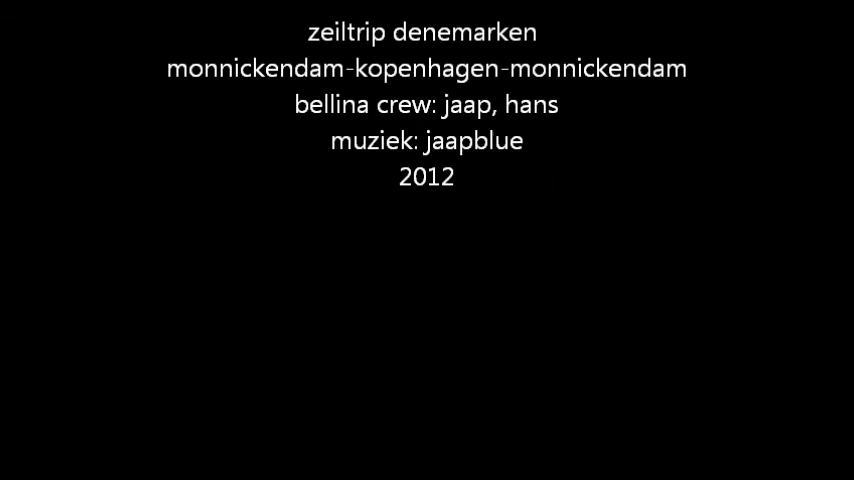 zeiltrip denemarken
monnickendam-kopenhagen-monnickendam
bellina crew: jaap, hans
muziek: jaapblue
2012